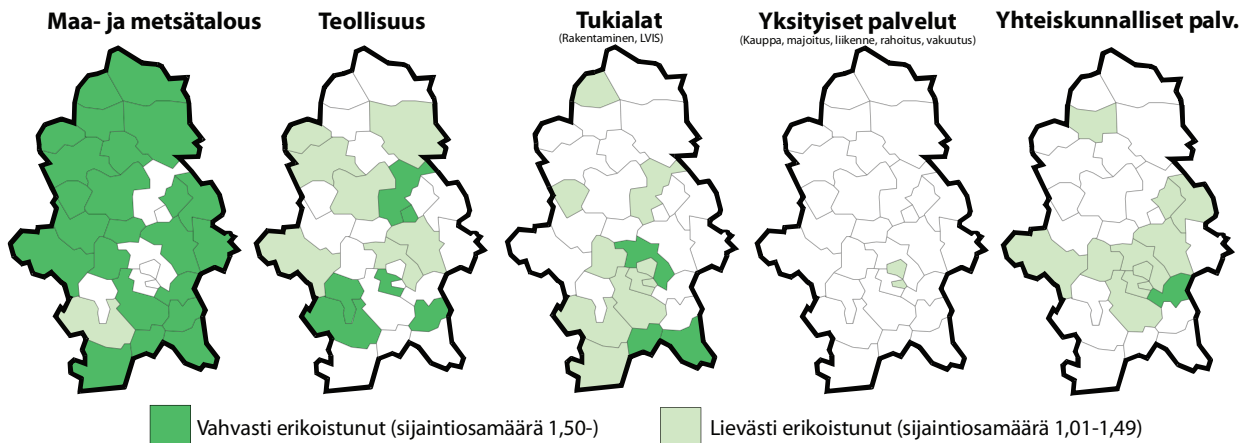 Maa- ja metsätalous
Teollisuus
Tukialat
(Rakentaminen, LVIS)
Yksityiset palvelut
(Kauppa, majoitus, liikenne, rahoitus, vakuutus)
Yhteiskunnalliset palv.
Vahvasti erikoistunut (sijaintiosamäärä 1,50-)
Lievästi erikoistunut (sijaintiosamäärä 1,01-1,49)